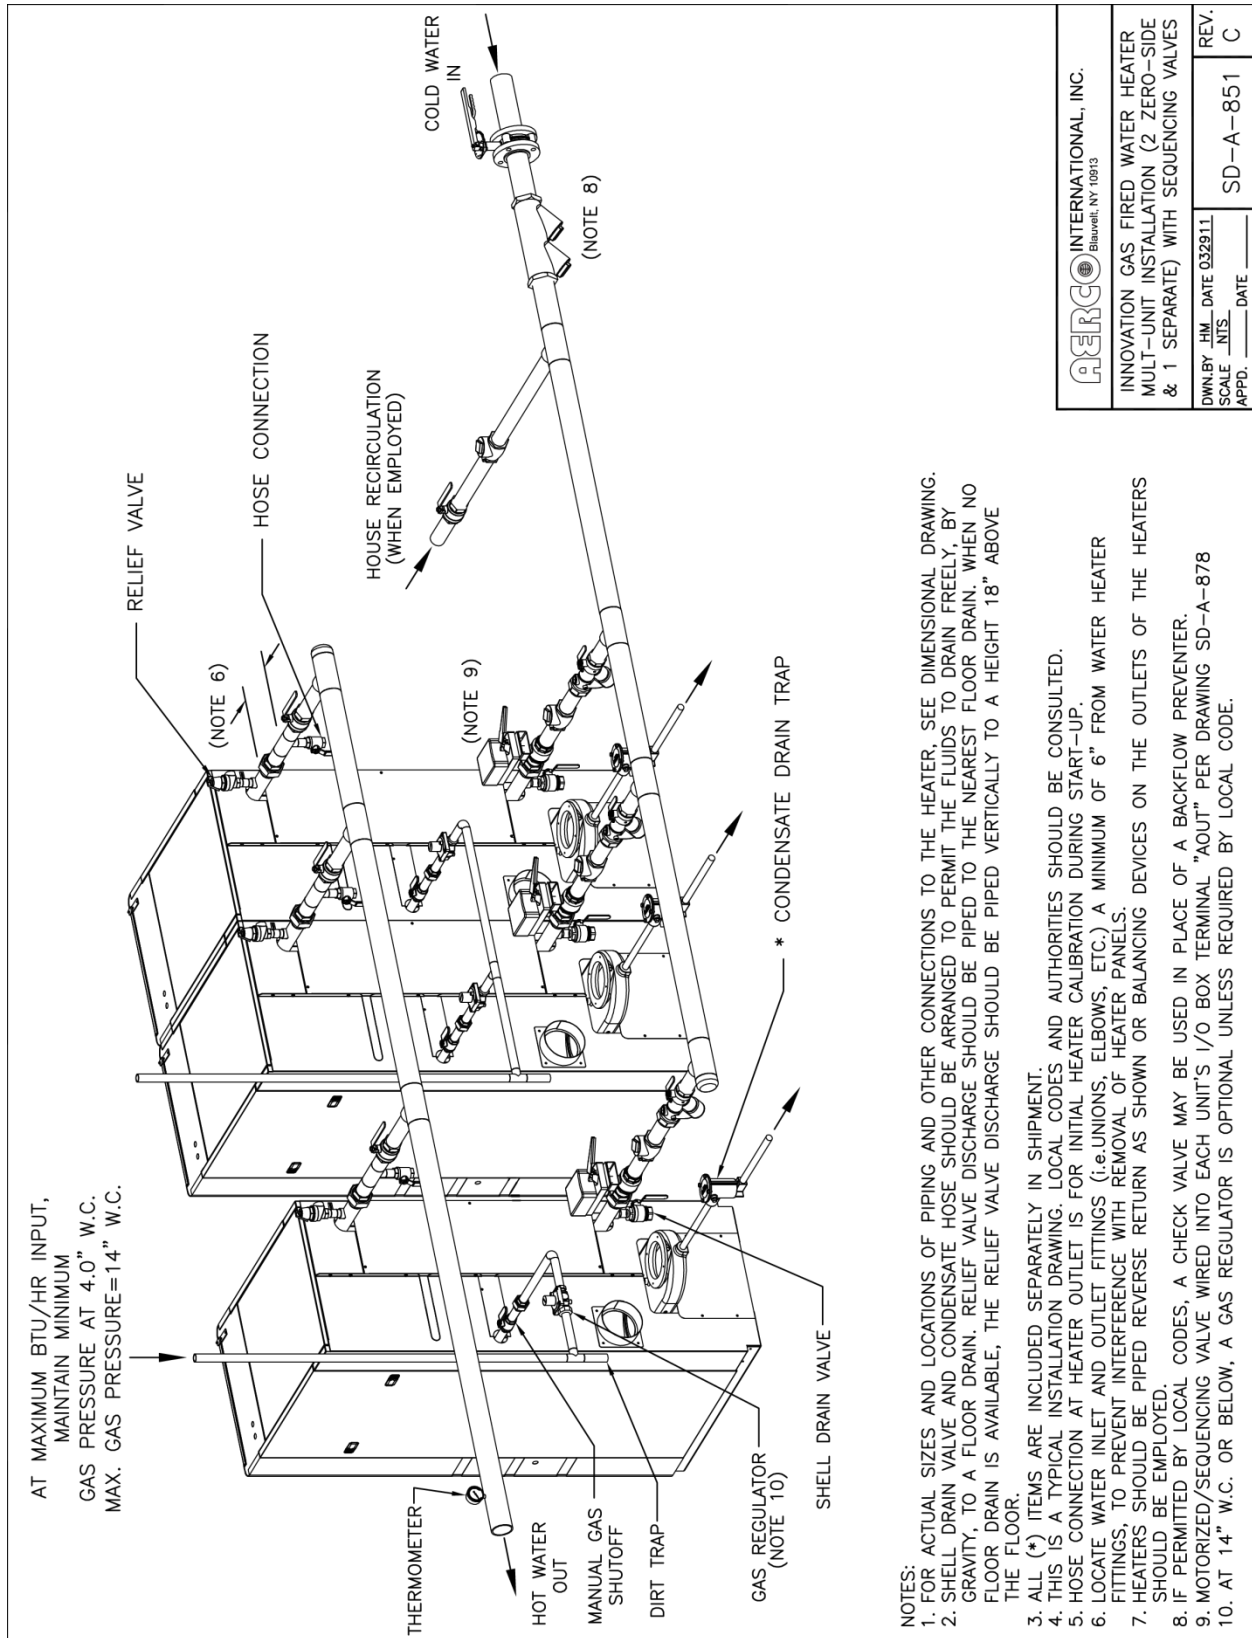 AT MAXIMUM BTU/HR INPUT,
MAINTAIN MINIMUM
GAS PRESSURE AT 4.0" W.C.
MAX. GAS PRESSURE=14" W.C.
RELIEF VALVE
(NOTE 6)
HOSE CONNECTION
HOUSE RECIRCULATION
(WHEN EMPLOYED)
COLD WATER
IN
(NOTE 8)
(NOTE 9)
THERMOMETER
HOT WATER
OUT
MANUAL GAS
SHUTOFF
DIRT TRAP
GAS REGULATOR
(NOTE 10)
SHELL DRAIN VALVE
* CONDENSATE DRAIN TRAP
NOTES:
1. FOR ACTUAL SIZES AND LOCATIONS OF PIPING AND OTHER CONNECTIONS TO THE HEATER, SEE DIMENSIONAL DRAWING.
2. SHELL DRAIN VALVE AND CONDENSATE HOSE SHOULD BE ARRANGED TO PERMIT THE FLUIDS TO DRAIN FREELY, BY
GRAVITY, TO A FLOOR DRAIN. RELIEF VALVE DISCHARGE SHOULD BE PIPED TO THE NEAREST FLOOR DRAIN. WHEN NO
FLOOR DRAIN IS AVAILABLE, THE RELIEF VALVE DISCHARGE SHOULD BE PIPED VERTICALLY TO A HEIGHT 18" ABOVE
THE FLOOR.
3. ALL (*) ITEMS ARE INCLUDED SEPARATELY IN SHIPMENT.
4. THIS IS A TYPICAL INSTALLATION DRAWING. LOCAL CODES AND AUTHORITIES SHOULD BE CONSULTED.
5. HOSE CONNECTION AT HEATER OUTLET IS FOR INITIAL HEATER CALIBRATION DURING START-UP.
6. LOCATE WATER INLET AND OUTLET FITTINGS (i.e.UNIONS, ELBOWS, ETC.) A MINIMUM OF 6" FROM WATER HEATER
FITTINGS, TO PREVENT INTERFERENCE WITH REMOVAL OF HEATER PANELS.
7. HEATERS SHOULD BE PIPED REVERSE RETURN AS SHOWN OR BALANCING DEVICES ON THE OUTLETS OF THE HEATERS
SHOULD BE EMPLOYED.
8. IF PERMITTED BY LOCAL CODES, A CHECK VALVE MAY BE USED IN PLACE OF A BACKFLOW PREVENTER.
9. MOTORIZED/SEQUENCING VALVE WIRED INTO EACH UNIT'S I/O BOX TERMINAL "AOUT" PER DRAWING SD-A-878
10. AT 14" W.C. OR BELOW, A GAS REGULATOR IS OPTIONAL UNLESS REQUIRED BY LOCAL CODE.
AERCO INTERNATIONAL, INC.
Blauvelt, NY 10913
INNOVATION GAS FIRED WATER HEATER
MULT-UNIT INSTALLATION (2 ZERO-SIDE
& 1 SEPARATE) WITH SEQUENCING VALVES
DWN.BY HM DATE 032911
SCALE NTS
APPD. DATE
SD-A-851
REV.
C